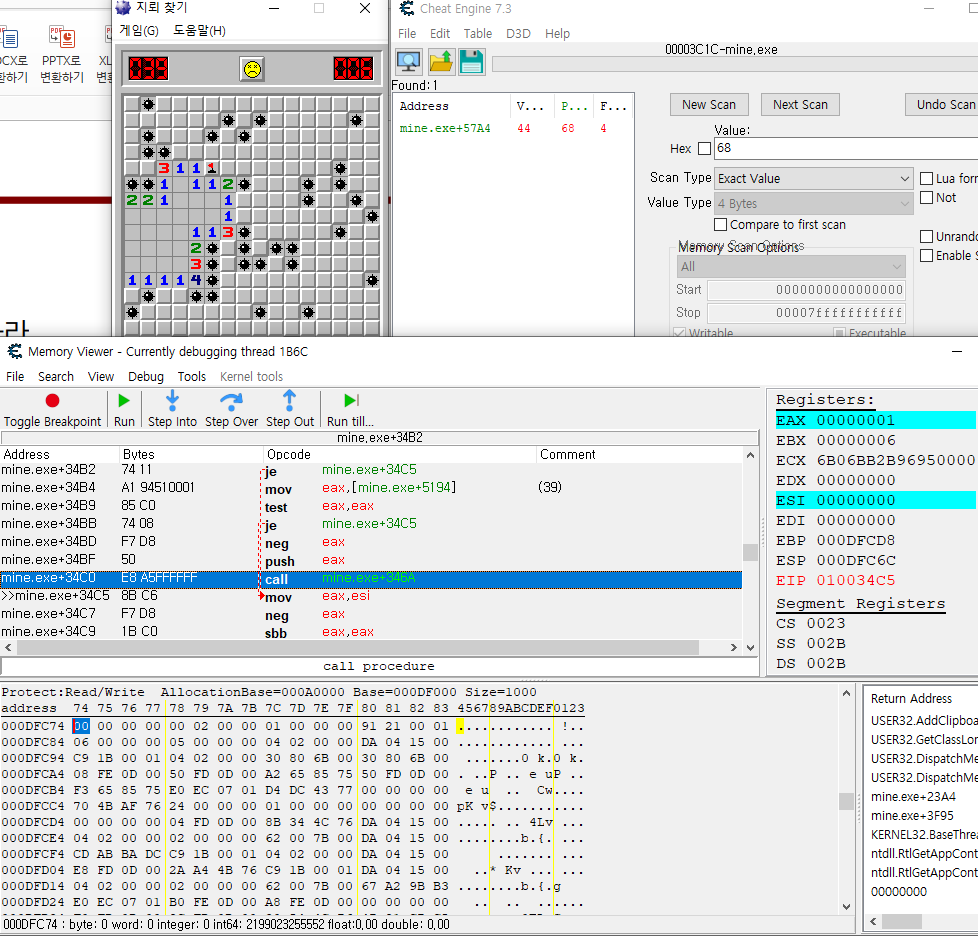 지뢰 찾기
게임(G) 도움말(H)
CX로
환하기
PPTX로
변환하기
XL
변환
3 1 1 1
1 1 1 2
2 2 1 1
1
1 1 3
2
3
1 1 1 1 4
Cheat Engine 7.3
File Edit Table D3D Help
00003C1C-mine.exe
Found: 1
Address V... P... F...
mine.exe+57A4 44 68 4
New Scan Next Scan Undo Scan
Value:
Hex 68
Scan Type Exact Value
Lua for
Not
Value Type 4 Bytes
Compare to first scan
Unrando
Enable S
Memory Scan Options
All
Start 0000000000000000
Stop 00007fffffffffff
Writable Executable
Memory Viewer - Currently debugging thread 1B6C
File Search View Debug Tools Kernel tools
Toggle Breakpoint Run Step Into Step Over Step Out Run till...
mine.exe+34B2
Address Bytes Opcode Comment
mine.exe+34B2 74 11 je mine.exe+34C5
mine.exe+34B4 A1 94510001 mov eax,[mine.exe+5194] (39)
mine.exe+34B9 85 C0 test eax,eax
mine.exe+34BB 74 08 je mine.exe+34C5
mine.exe+34BD F7 D8 neg eax
mine.exe+34BF 50 push eax
mine.exe+34C0 E8 A5FFFFFF call mine.exe+346A
>>mine.exe+34C5 8B C6 mov eax,esi
mine.exe+34C7 F7 D8 neg eax
mine.exe+34C9 1B C0 sbb eax,eax
call procedure
Registers:
EAX 00000001
EBX 00000006
ECX 6B06BB2B96950000
EDX 00000000
ESI 00000000
EDI 00000000
EBP 000DFCD8
ESP 000DFC6C
EIP 010034C5
Segment Registers
CS 0023
SS 002B
DS 002B
Protect:Read/Write AllocationBase=000A0000 Base=000DF000 Size=1000
address 74 75 76 77 78 79 7A 7B 7C 7D 7E 7F 80 81 82 83 456789ABCDEF0123
000DFC74 00 00 00 00 00 02 00 00 01 00 00 00 91 21 00 01 ............ !..
000DFC84 06 00 00 00 05 00 00 00 04 02 00 00 DA 04 15 00
000DFC94 C9 1B 00 01 04 02 00 00 30 80 6B 00 30 80 6B 00
000DFCA4 08 FE 0D 00 50 FD 0D 00 A2 65 85 75 50 FD 0D 00
000DFCB4 F3 65 85 75 E0 EC 07 01 D4 DC 43 77 00 00 00 00
000DFCC4 70 4B AF 76 24 00 00 00 01 00 00 00 00 00 00 00
000DFCD4 00 00 00 00 04 FD 0D 00 8B 34 4C 76 DA 04 15 00
000DFCE4 04 02 00 00 02 00 00 00 62 00 7B 00 DA 04 15 00
000DFCF4 CD AB BA DC C9 1B 00 01 04 02 00 00 DA 04 15 00
000DFD04 E8 FD 0D 00 2A A4 4B 76 C9 1B 00 01 DA 04 15 00
000DFD14 04 02 00 00 02 00 00 00 62 00 7B 00 67 A2 9B B3
000DFD24 E0 EC 07 01 B0 FE 0D 00 A8 FE 0D 00 00 00 00 00
000DFC74 : byte: 0 word: 0 integer: 0 int64: 2199023255552 float:0,00 double: 0,00
Return Address
USER32.AddClipboa
USER32.GetClassLon
USER32.DispatchMe
USER32.DispatchMe
mine.exe+23A4
mine.exe+3F95
KERNEL32.BaseThrea
ntdll.RtlGetAppCont
ntdll.RtlGetAppCont
00000000